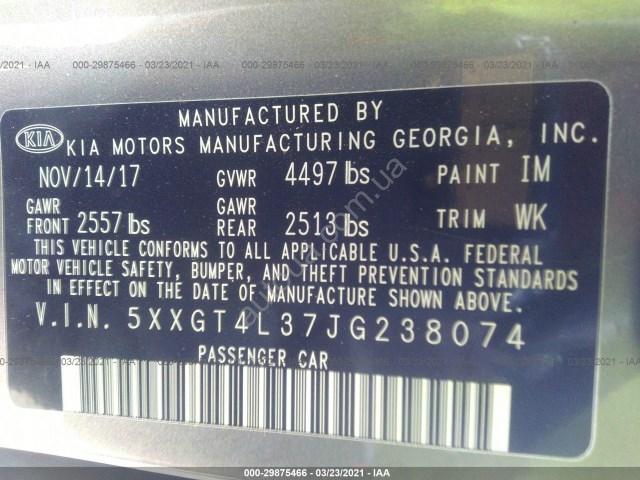 000-29875466 - 03/23/2021 - IAA
MANUFACTURED BY
KIA KIA MOTORS MANUFACTURING GEORGIA, INC.
NOV/14/17 GVWR 4497 lbs PAINT IM
GAWR FRONT 2557 lbs GAWR REAR 2513 lbs TRIM WK
THIS VEHICLE CONFORMS TO ALL APPLICABLE U.S.A. FEDERAL
MOTOR VEHICLE SAFETY, BUMPER, AND THEFT PREVENTION STANDARDS
IN EFFECT ON THE DATE OF MANUFACTURE SHOWN ABOVE.
V.I.N. 5XXGT4L37JG238074
PASSENGER CAR
000-29875466 - 03/23/2021 - IAA